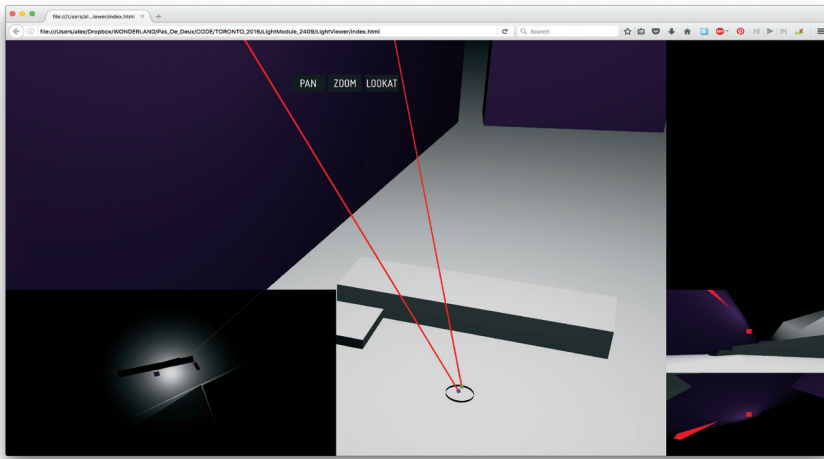 file:///Users/al...iewer/index.html
file:///Users/alex/Dropbox/WONDERLAND/Pas_De_Deux/CODE/TORONTO_2016/LightModule_2409/LightViewer/index.html
Search
ABP
PAN ZOOM LOOKAT